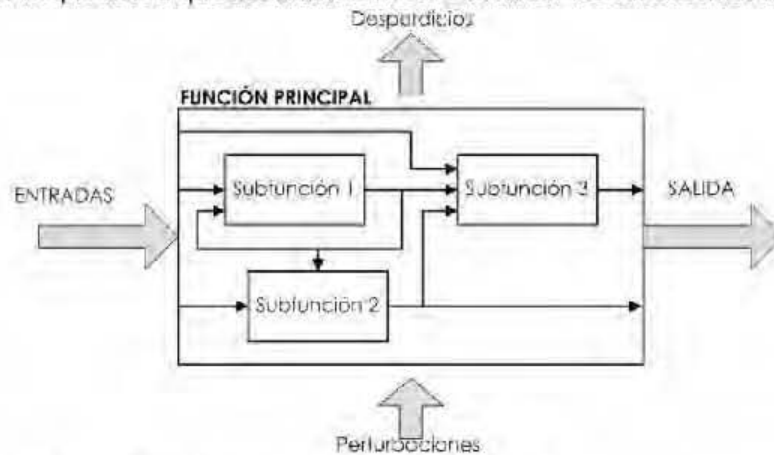 Desperdicios
FUNCIÓN PRINCIPAL
ENTRADAS
Subfunción 1
Subfunción 3
SALIDA
Subfunción 2
Perturbaciones